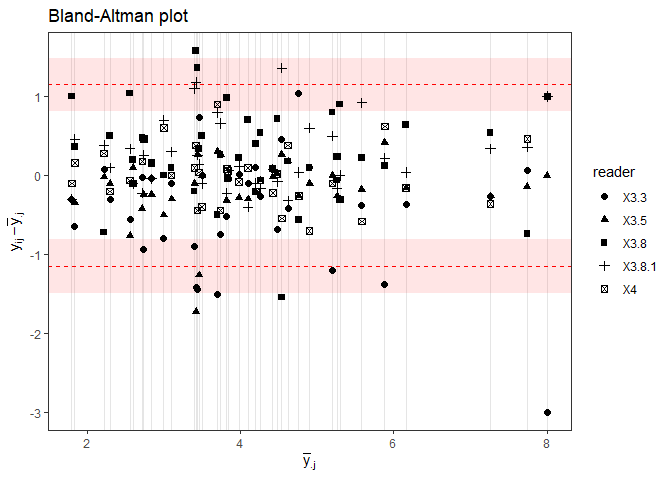 Bland-Altman plot
1
0
-1
-2
-3
y̅ij − y̅.j
2
4
6
8
y̅.j
reader
X3.3
X3.5
X3.8
X3.8.1
X4